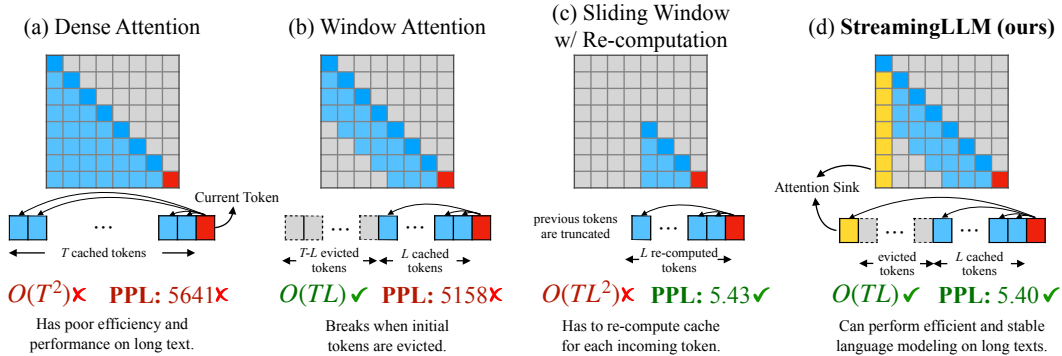 (a) Dense Attention
Current Token
...
T cached tokens
O(T²)✘ PPL: 5641✘
Has poor efficiency and
performance on long text.
(b) Window Attention
... ...
T-L evicted
tokens
L cached
tokens
O(TL)✓ PPL: 5158✘
Breaks when initial
tokens are evicted.
(c) Sliding Window
w/ Re-computation
previous tokens
are truncated
...
L re-computed
tokens
O(TL²)✘ PPL: 5.43✓
Has to re-compute cache
for each incoming token.
(d) StreamingLLM (ours)
Attention Sink
... ...
evicted
tokens
L cached
tokens
O(TL)✓ PPL: 5.40✓
Can perform efficient and stable
language modeling on long texts.